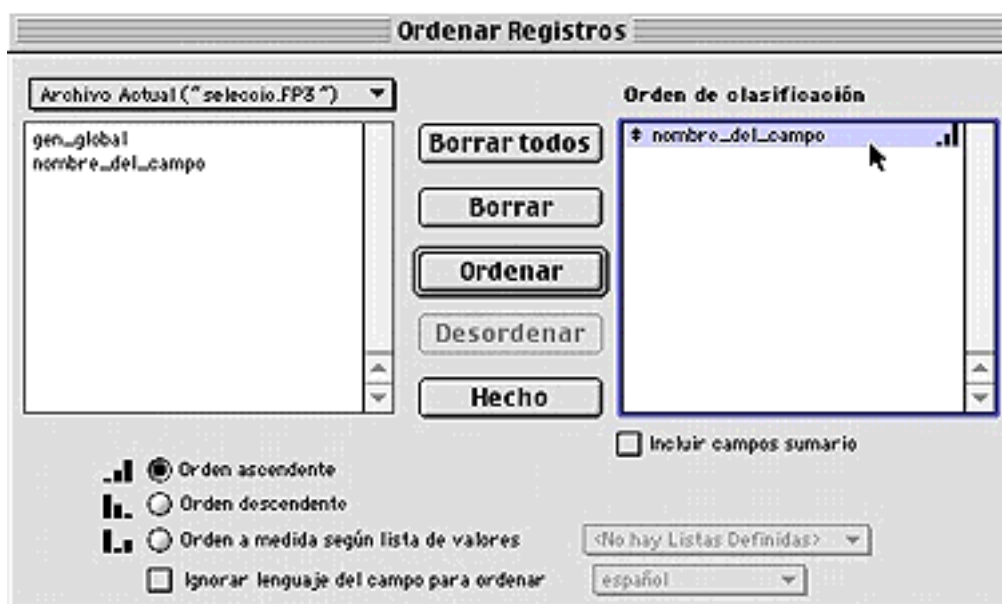 Ordenar Registros
Archivo Actual ("seleccio.FP3")
Orden de clasificación
gen_global
nombre_del_campo
Borrar todos
Borrar
Ordenar
Desordenar
Hecho
nombre_del_campo
Incluir campos sumario
Orden ascendente
Orden descendente
Orden a medida según lista de valores
<No hay Listas Definidas>
Ignorar lenguaje del campo para ordenar
español